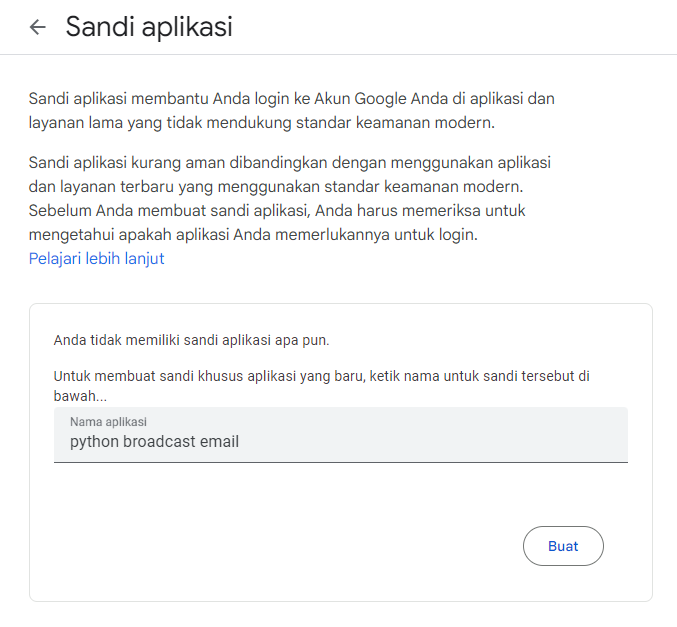 Sandi aplikasi
Sandi aplikasi membantu Anda login ke Akun Google Anda di aplikasi dan
layanan lama yang tidak mendukung standar keamanan modern.
Sandi aplikasi kurang aman dibandingkan dengan menggunakan aplikasi
dan layanan terbaru yang menggunakan standar keamanan modern.
Sebelum Anda membuat sandi aplikasi, Anda harus memeriksa untuk
mengetahui apakah aplikasi Anda memerlukannya untuk login.
Pelajari lebih lanjut
Anda tidak memiliki sandi aplikasi apa pun.
Untuk membuat sandi khusus aplikasi yang baru, ketik nama untuk sandi tersebut di
bawah...
Nama aplikasi
python broadcast email
Buat